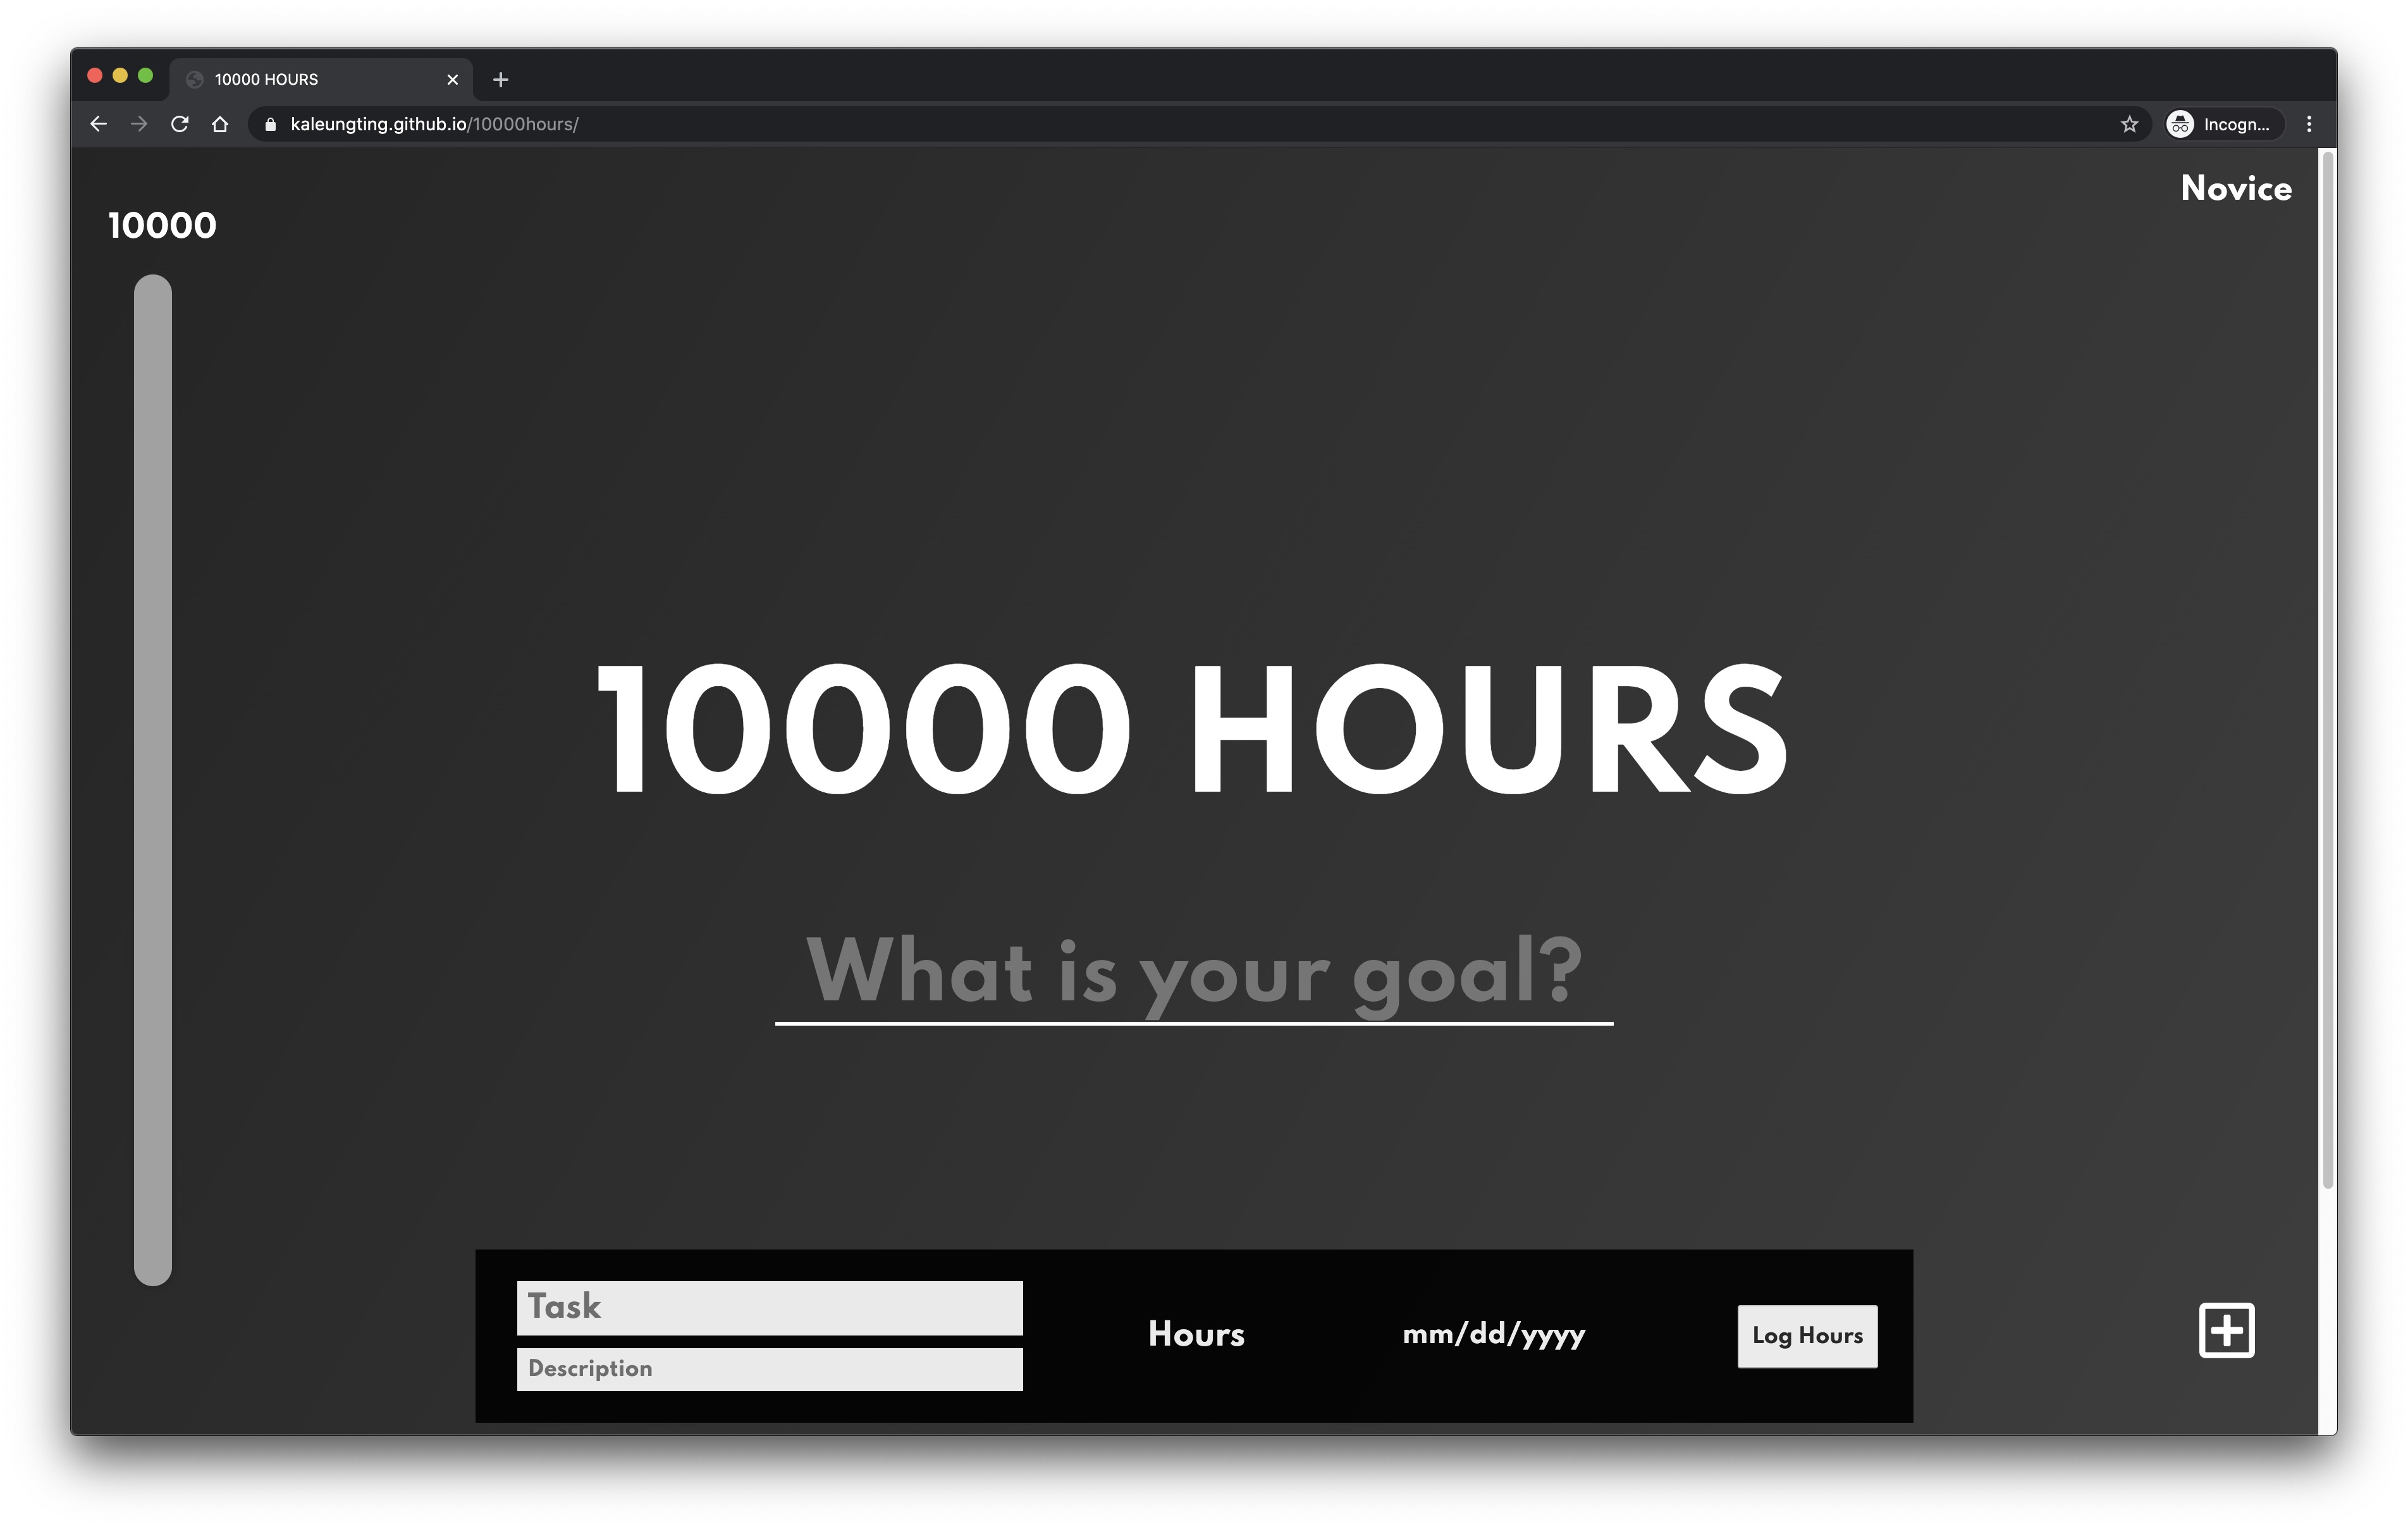 10000 HOURS
kaleungting.github.io/10000hours/
Incogn...
Novice
10000
10000 HOURS
What is your goal?
Task
Description
Hours
mm/dd/yyyy
Log Hours